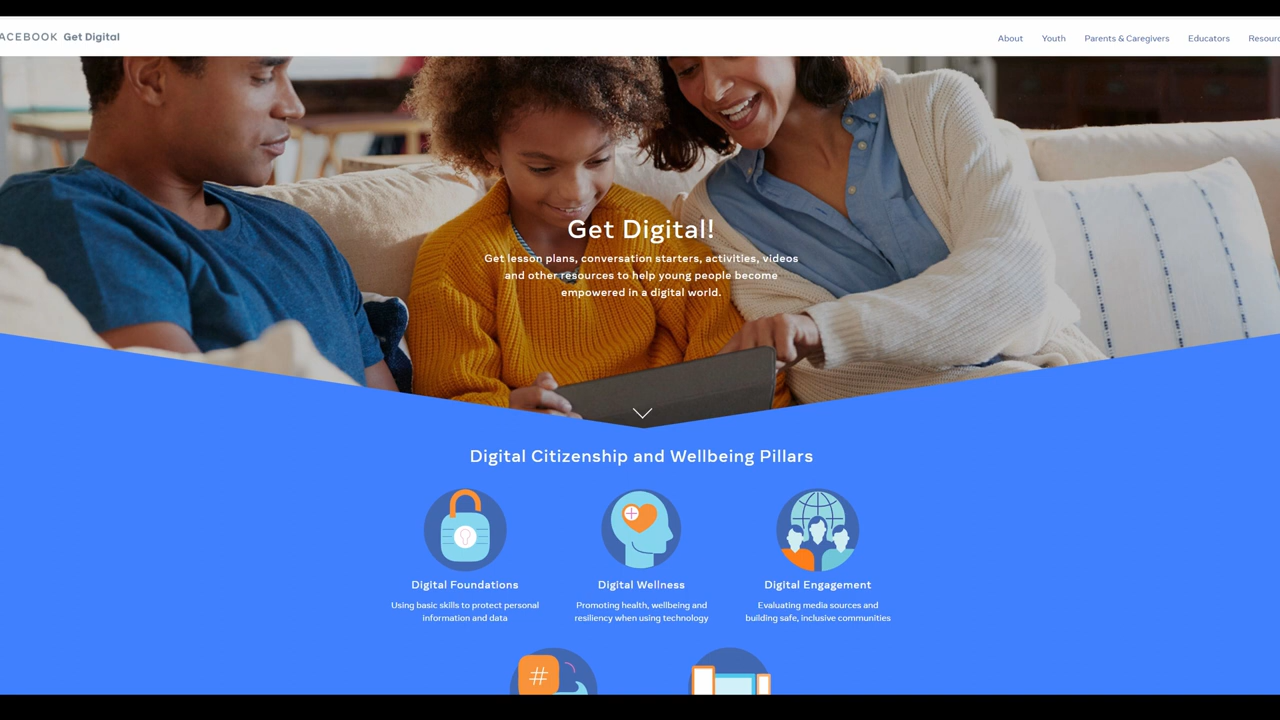 ACEBOOK Get Digital
About Youth Parents & Caregivers Educators Resourc
Get Digital!
Get lesson plans, conversation starters, activities, videos
and other resources to help young people become
empowered in a digital world.
Digital Citizenship and Wellbeing Pillars
Digital Foundations
Using basic skills to protect personal
information and data
Digital Wellness
Promoting health, wellbeing and
resiliency when using technology
Digital Engagement
Evaluating media sources and
building safe, inclusive communities
#